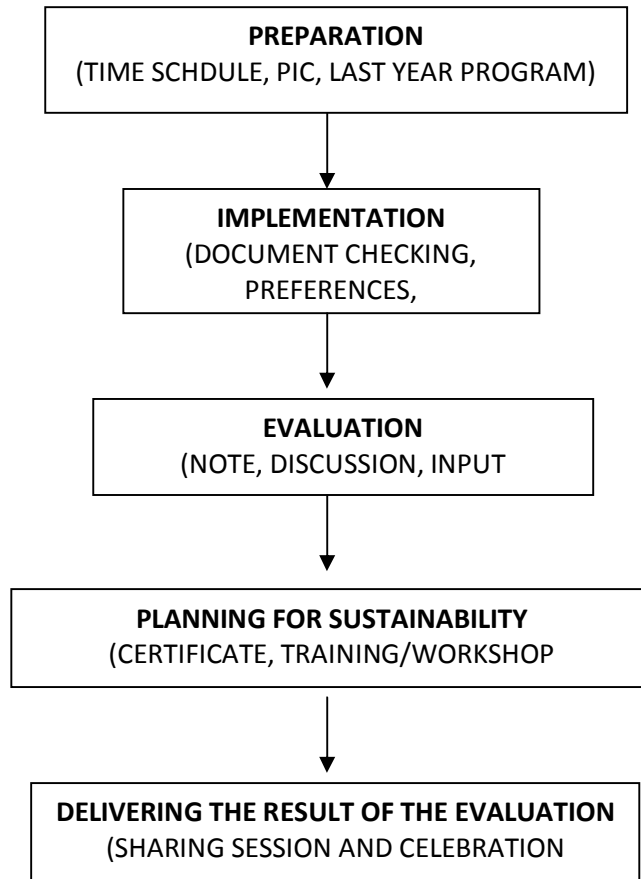 PREPARATION
(TIME SCHDULE, PIC, LAST YEAR PROGRAM)
IMPLEMENTATION
(DOCUMENT CHECKING,
PREFERENCES,
EVALUATION
(NOTE, DISCUSSION, INPUT
PLANNING FOR SUSTAINABILITY
(CERTIFICATE, TRAINING/WORKSHOP
DELIVERING THE RESULT OF THE EVALUATION
(SHARING SESSION AND CELEBRATION